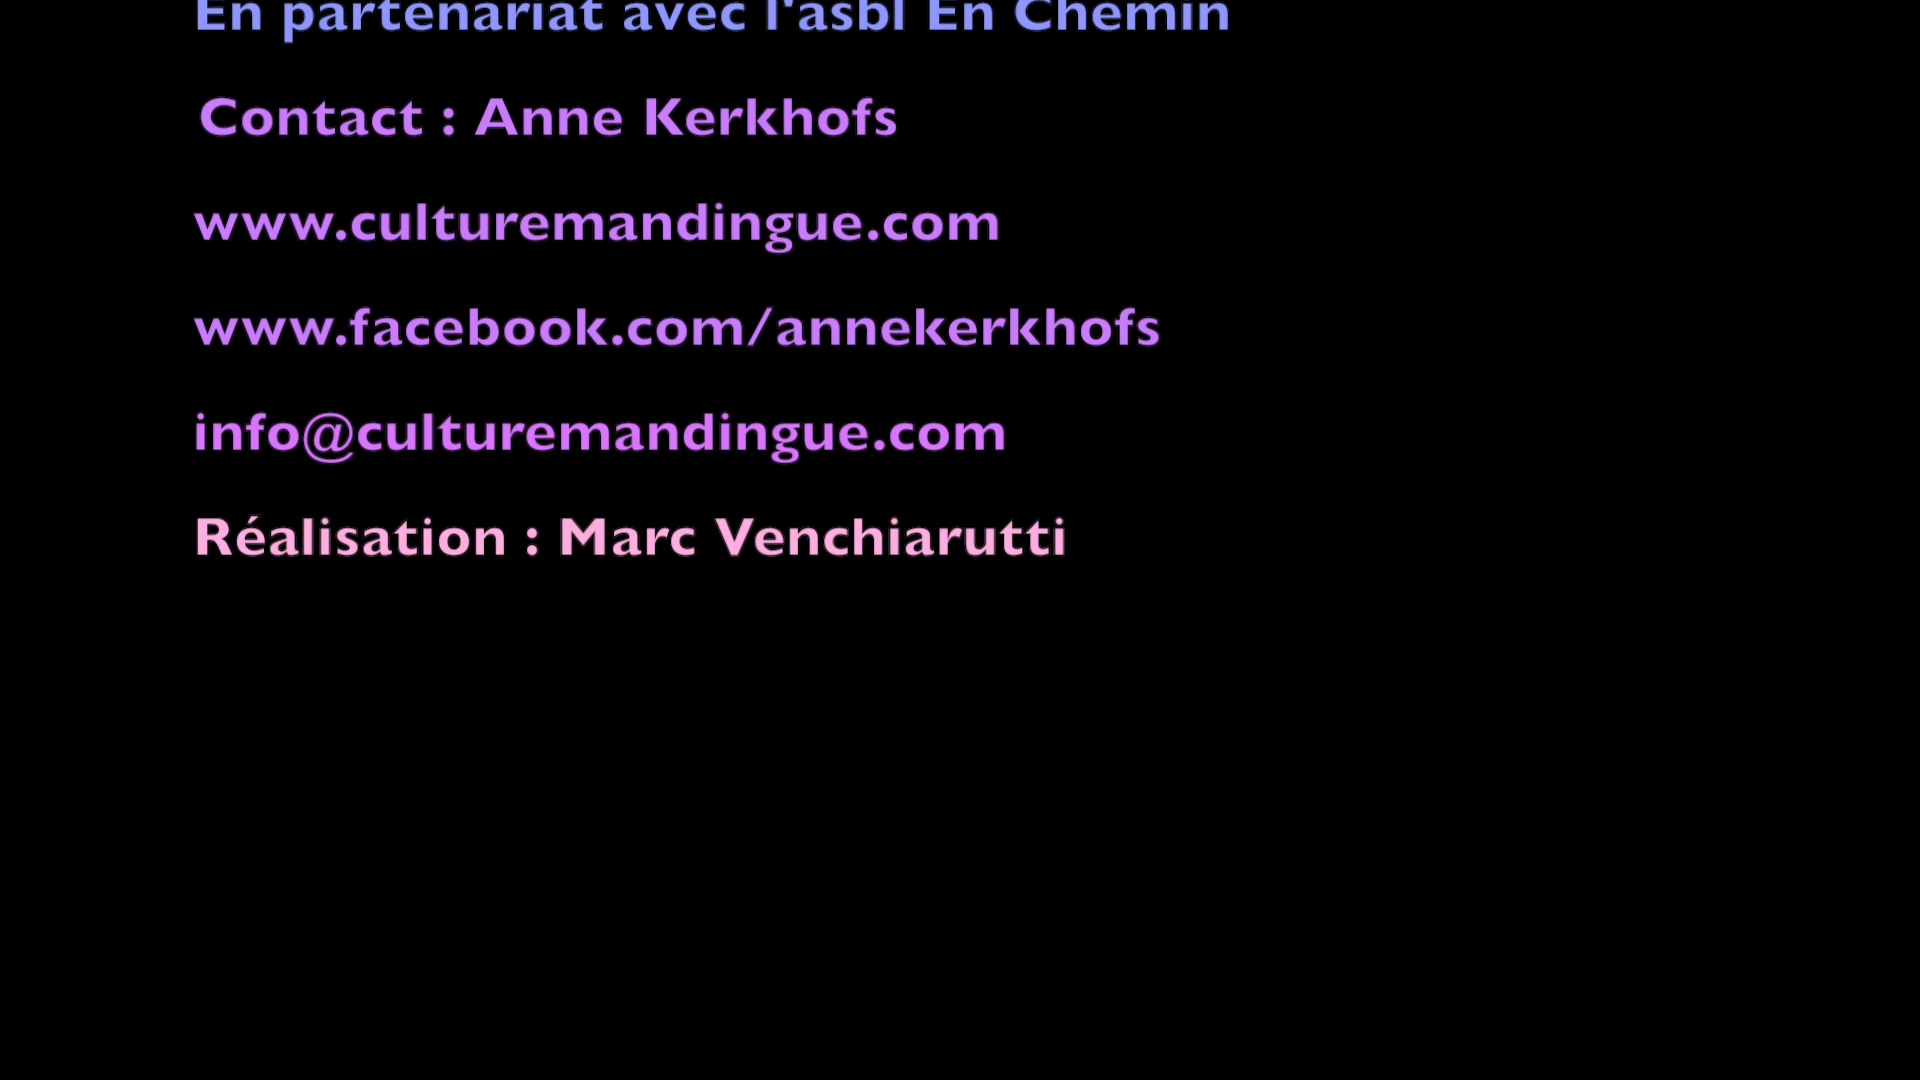 En partenariat avec l'asbl En Chemin
Contact : Anne Kerkhofs
www.culturemandingue.com
www.facebook.com/annekerkhofs
info@culturemandingue.com
Réalisation : Marc Venchiarutti